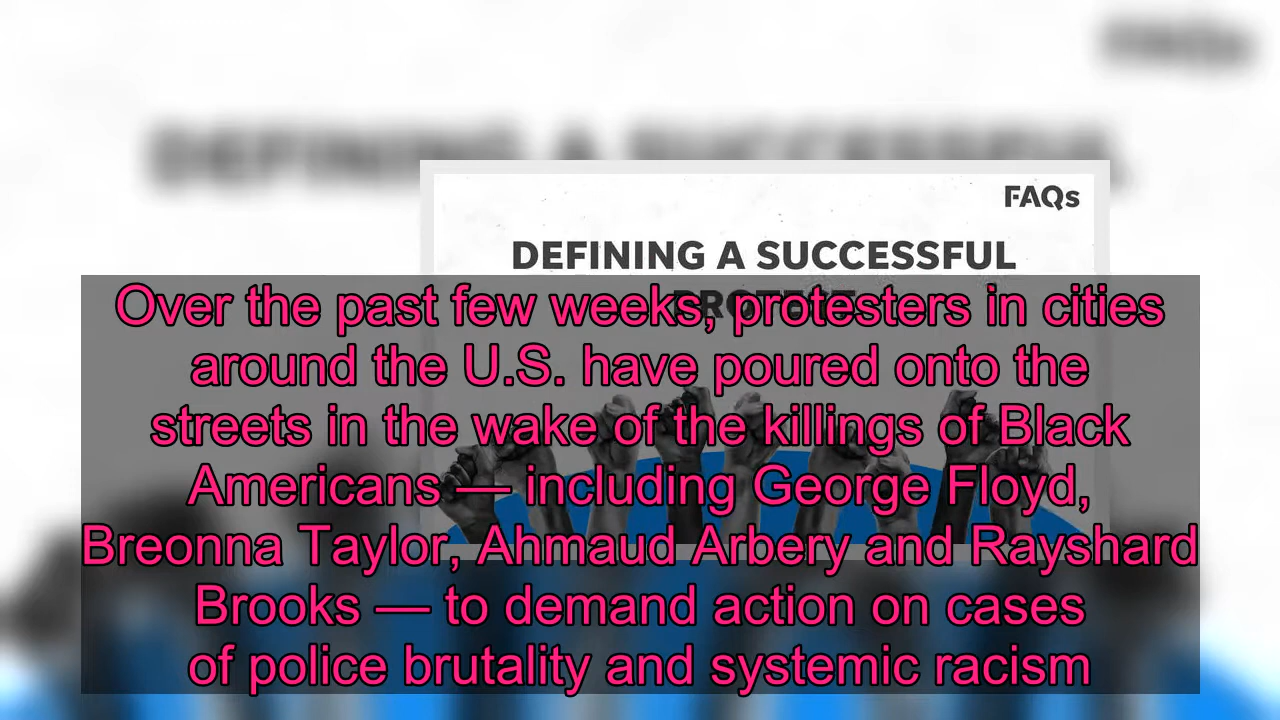 FAQs
DEFINING A SUCCESSFUL
PROTEST
Over the past few weeks, protesters in cities
around the U.S. have poured onto the
streets in the wake of the killings of Black
Americans — including George Floyd,
Breonna Taylor, Ahmaud Arbery and Rayshard
Brooks — to demand action on cases
of police brutality and systemic racism